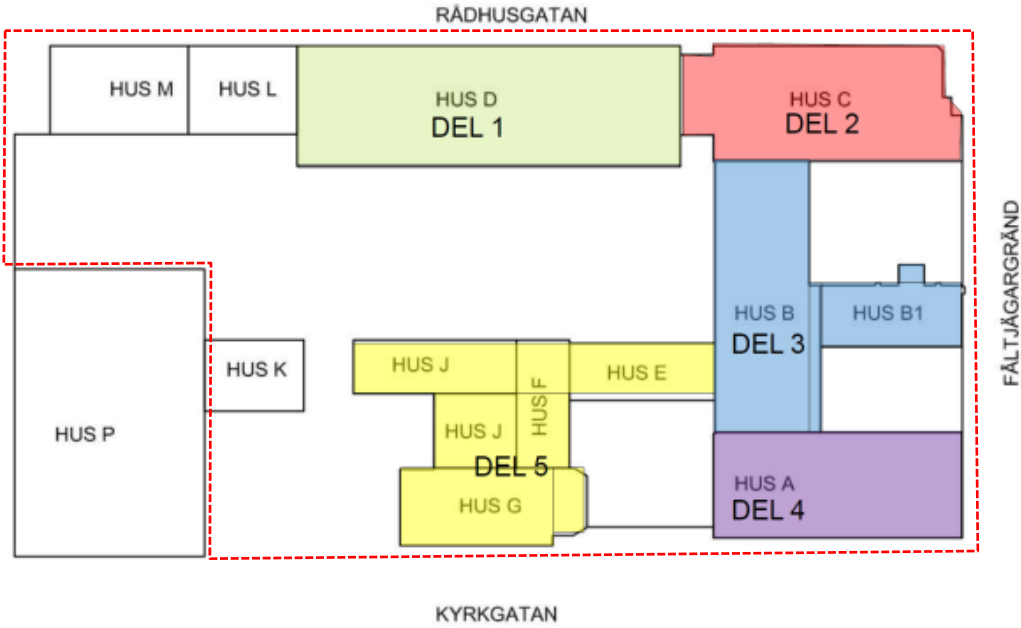 RÅDHUSGATAN
HUS M
HUS L
HUS D
DEL 1
HUS C
DEL 2
FÄLTJÄGARGRÄND
HUS B
DEL 3
HUS B1
HUS K
HUS J
HUS F
HUS E
HUS P
HUS J
DEL 5
HUS G
HUS A
DEL 4
KYRKGATAN